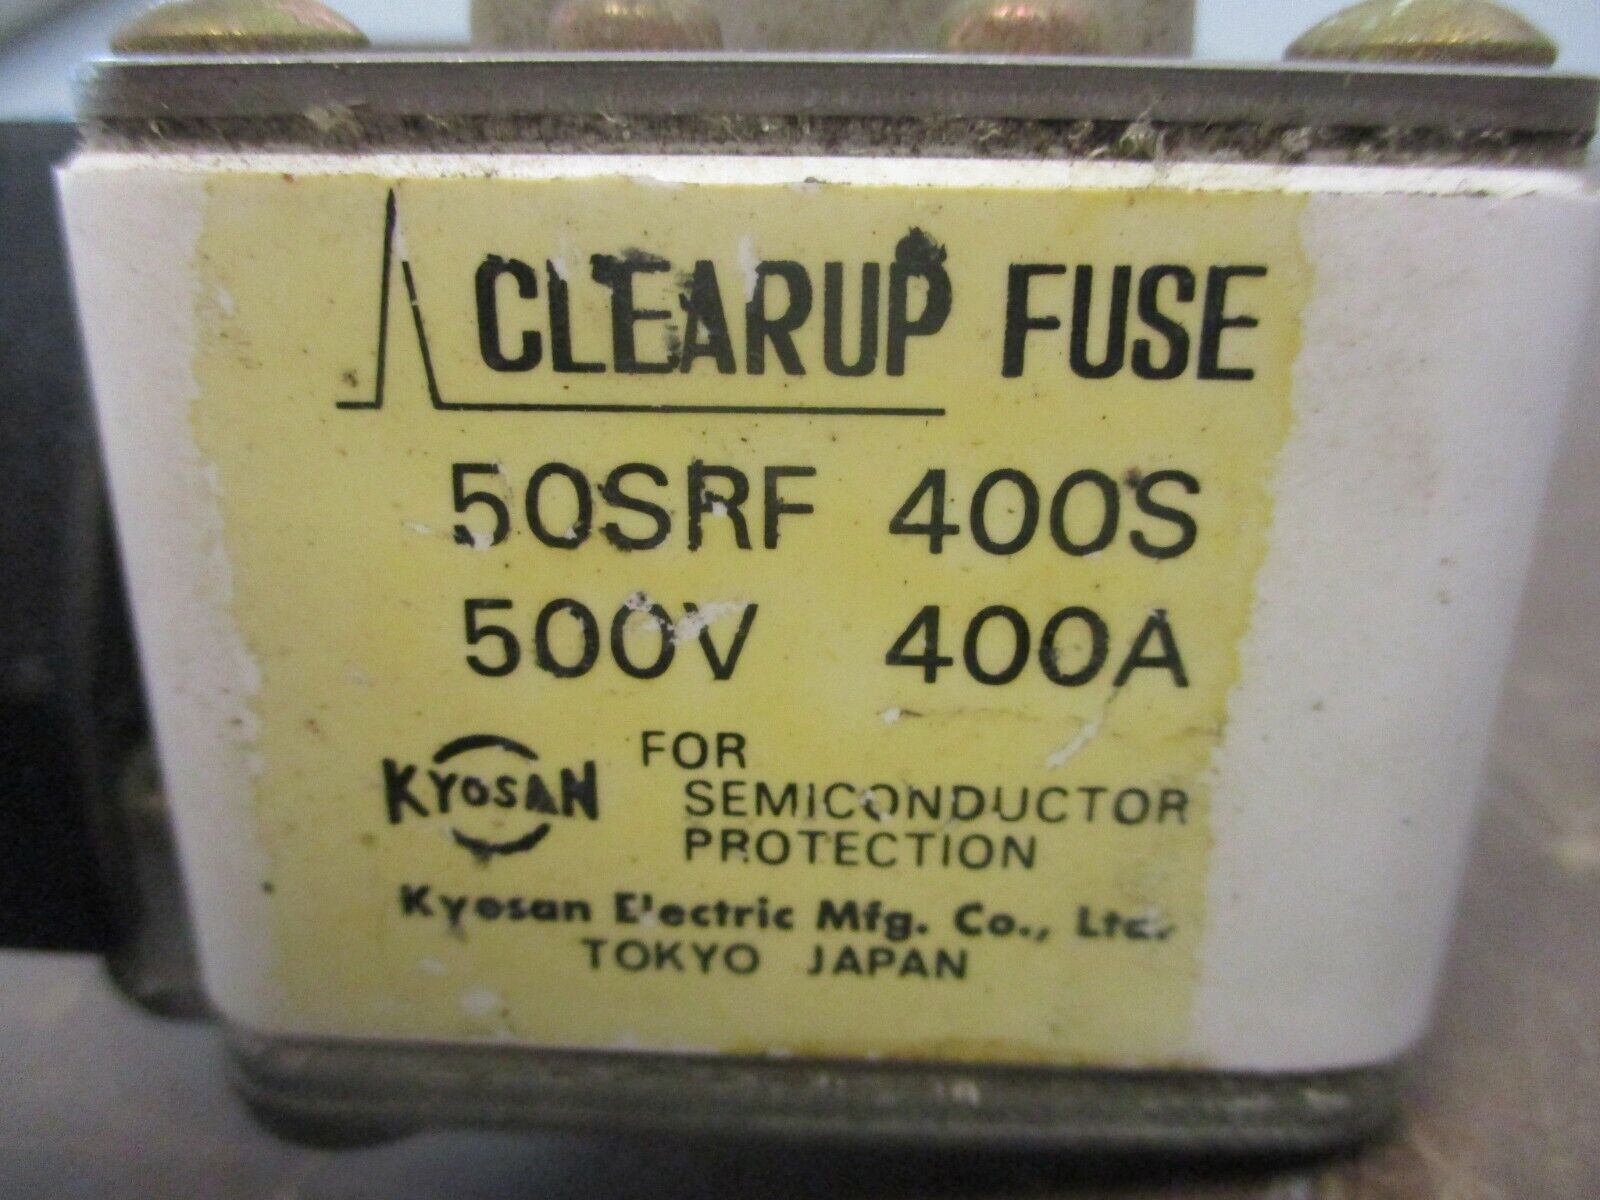 CLEARUP FUSE
50SRF 400S
500V 400A
KYOSAN
FOR
SEMICONDUCTOR
PROTECTION
Kyosan Electric Mfg. Co., Ltd.
TOKYO JAPAN